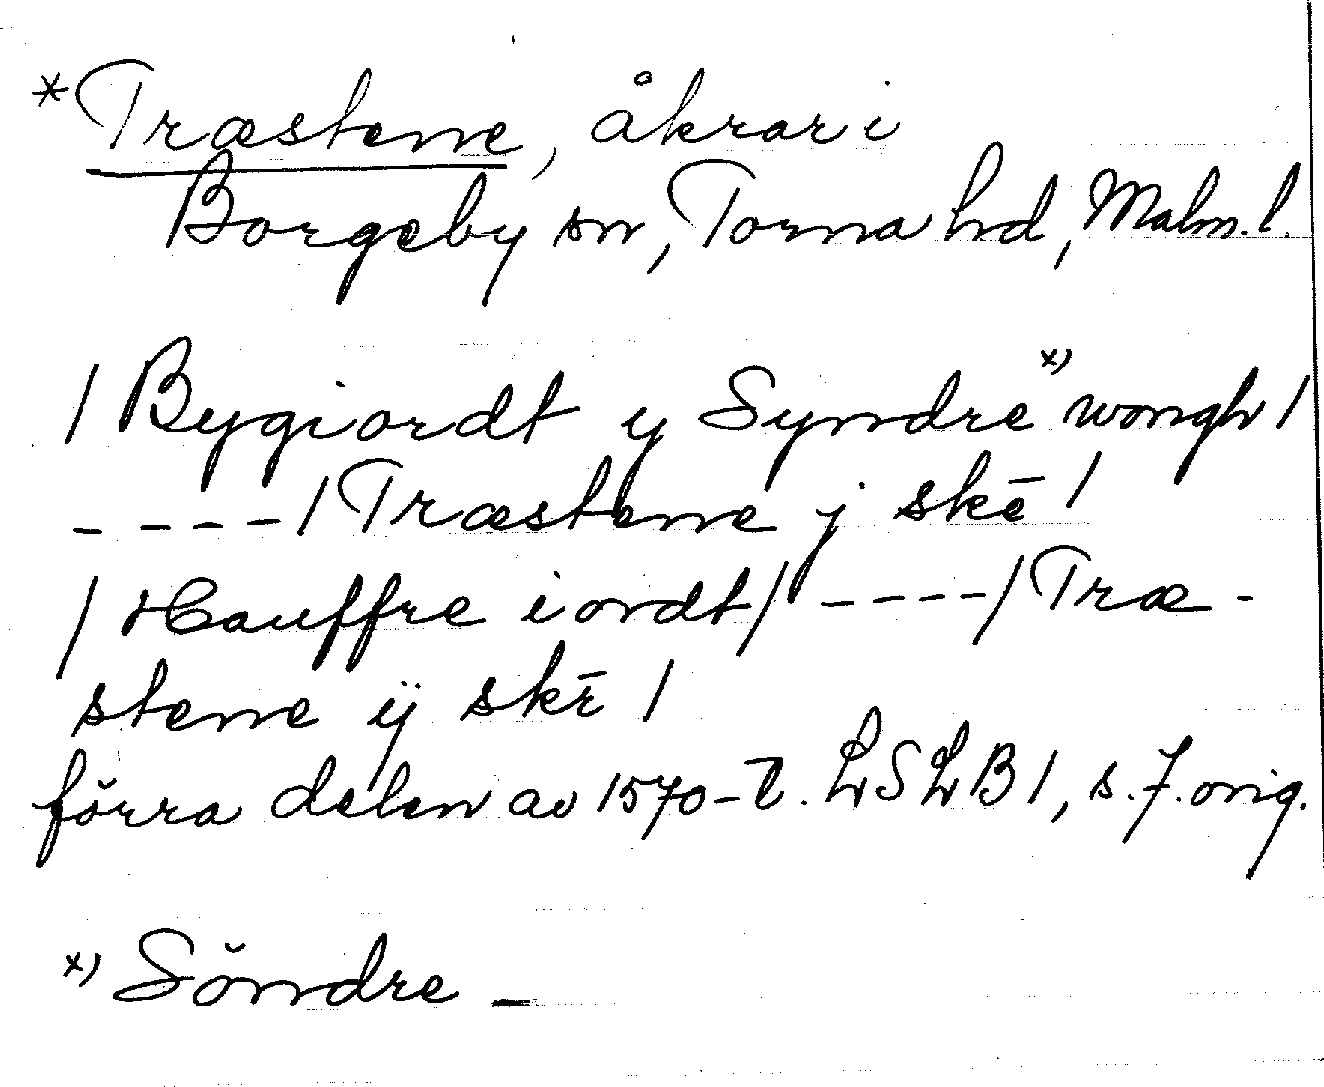 *Træstene, åkrar i
Borgeby sn, Torna hd, Malm. l.
/ Bygiordt y Syndre x) wongh /
- - - - / Træstene j skē /
/ Hauffre iordt / - - - - / Træ-
stene ÿ skē /
förra delen av 1570-t. LSLB 1, s. 7. orig.
x) Söndre —